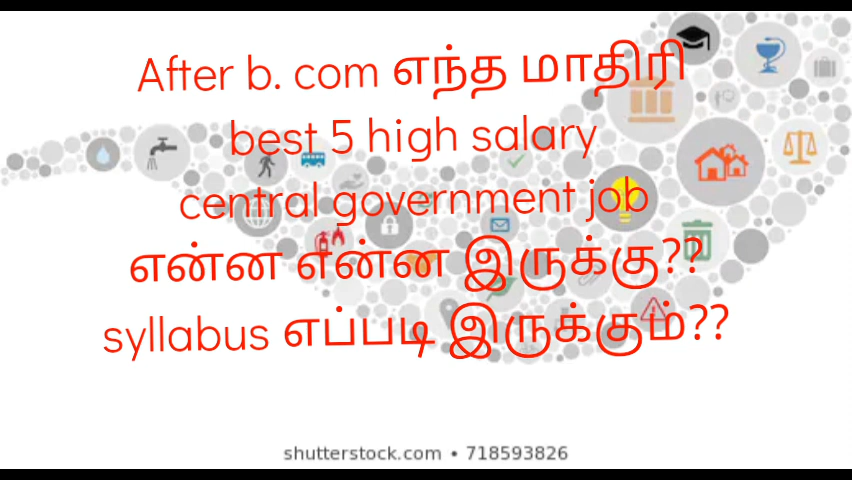 After b. com எந்த மாதிரி
best 5 high salary
central government job
என்ன என்ன இருக்கு??
syllabus எப்படி இருக்கும்??
shutterstock.com • 718593826